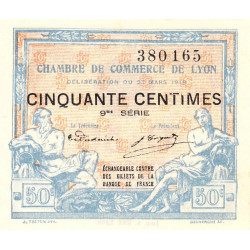 380165
CHAMBRE DE COMMERCE DE LYON
DÉLIBÉRATION DU 27 MARS 1919
CINQUANTE CENTIMES
9me SÉRIE
Le Trésorier, Le Président,
ÉCHANGEABLE CONTRE
DES BILLETS DE LA
BANQUE DE FRANCE
50c 50c